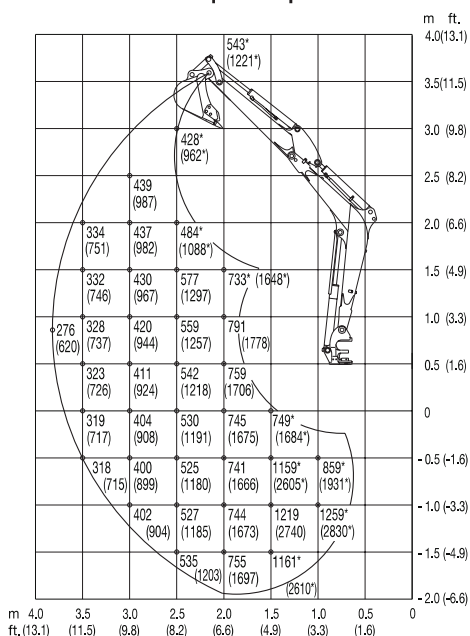 m ft.
543* 4.0(13.1)
(1221*)
3.5(11.5)
428* 3.0 (9.8)
(962*)
439 2.5 (8.2)
(987)
334 437 484* 2.0 (6.6)
(751) (982) (1088*)
332 430 577 733* (1648*) 1.5 (4.9)
(746) (967) (1297)
276 328 420 559 791 1.0 (3.3)
(620) (737) (944) (1257) (1778)
323 411 542 759 0.5 (1.6)
(726) (924) (1218) (1706)
319 404 530 745 749* 0
(717) (908) (1191) (1675) (1684*)
318 400 525 741 1159* 859* - 0.5 (-1.6)
(715) (899) (1180) (1666) (2605*) (1931*)
402 527 744 1219 1259* - 1.0 (-3.3)
(904) (1185) (1673) (2740) (2830*)
535 755 1161* - 1.5 (-4.9)
(1203) (1697) (2610*)
- 2.0 (-6.6)
m 4.0 3.5 3.0 2.5 2.0 1.5 1.0 0.5 0
ft. (13.1) (11.5) (9.8) (8.2) (6.6) (4.9) (3.3) (1.6)